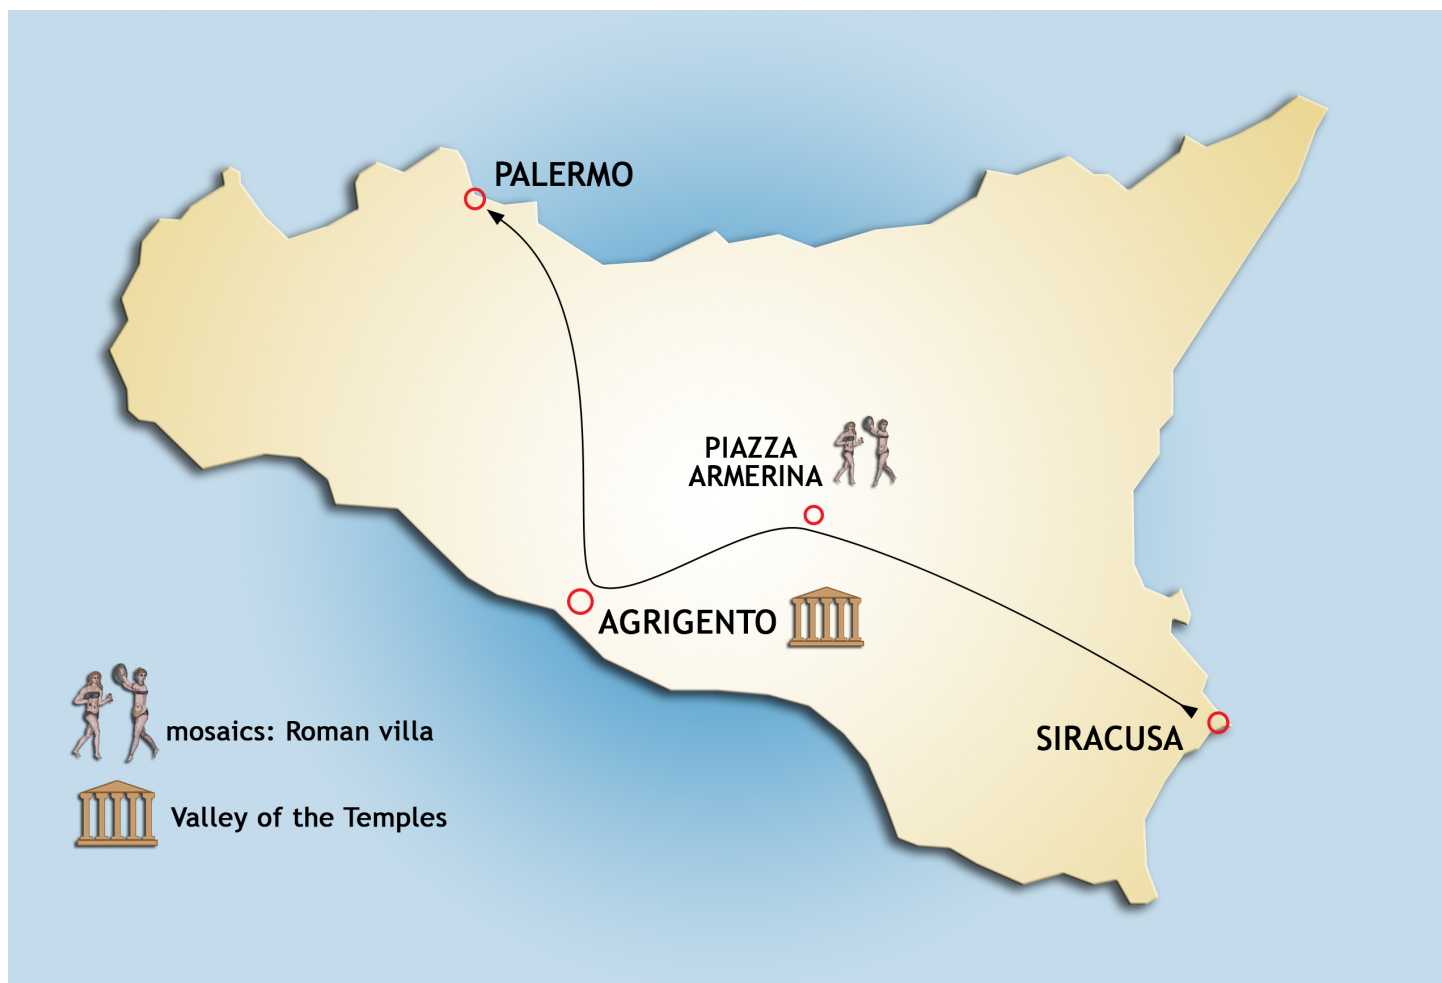 PALERMO
PIAZZA
ARMERINA
AGRIGENTO
SIRACUSA
mosaics: Roman villa
Valley of the Temples